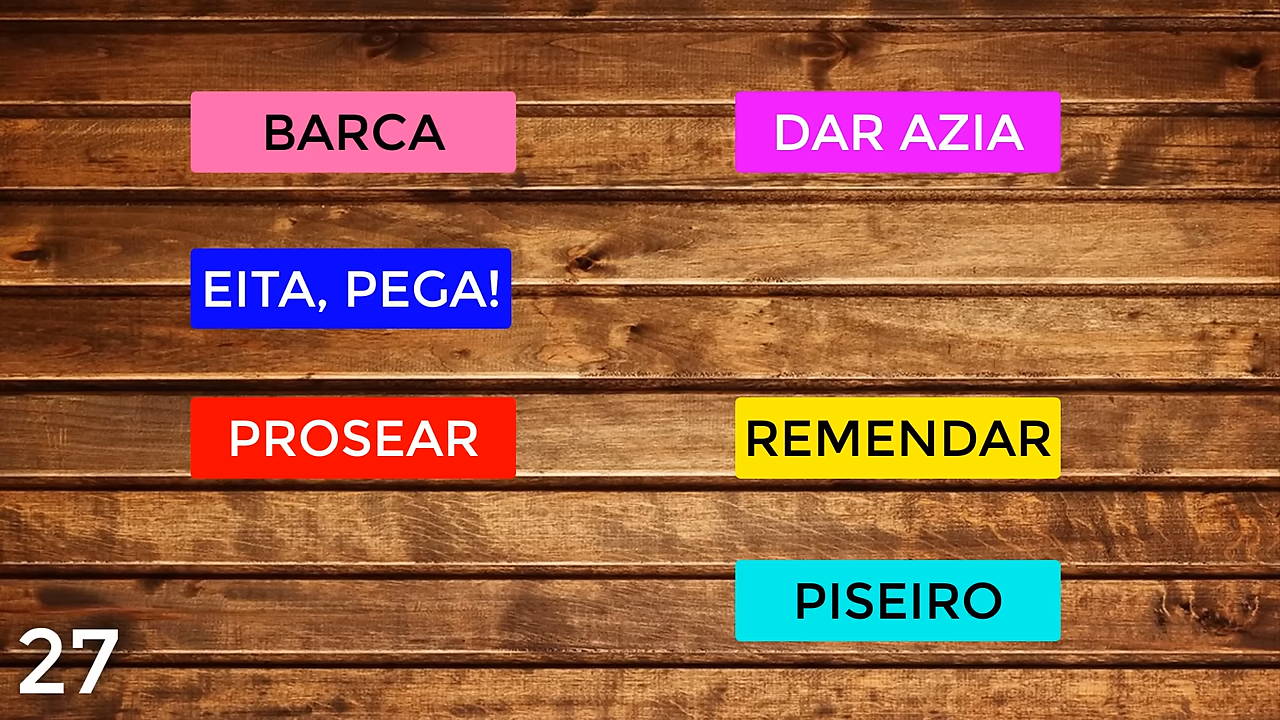 BARCA
DAR AZIA
EITA, PEGA!
PROSEAR
REMENDAR
PISEIRO
27